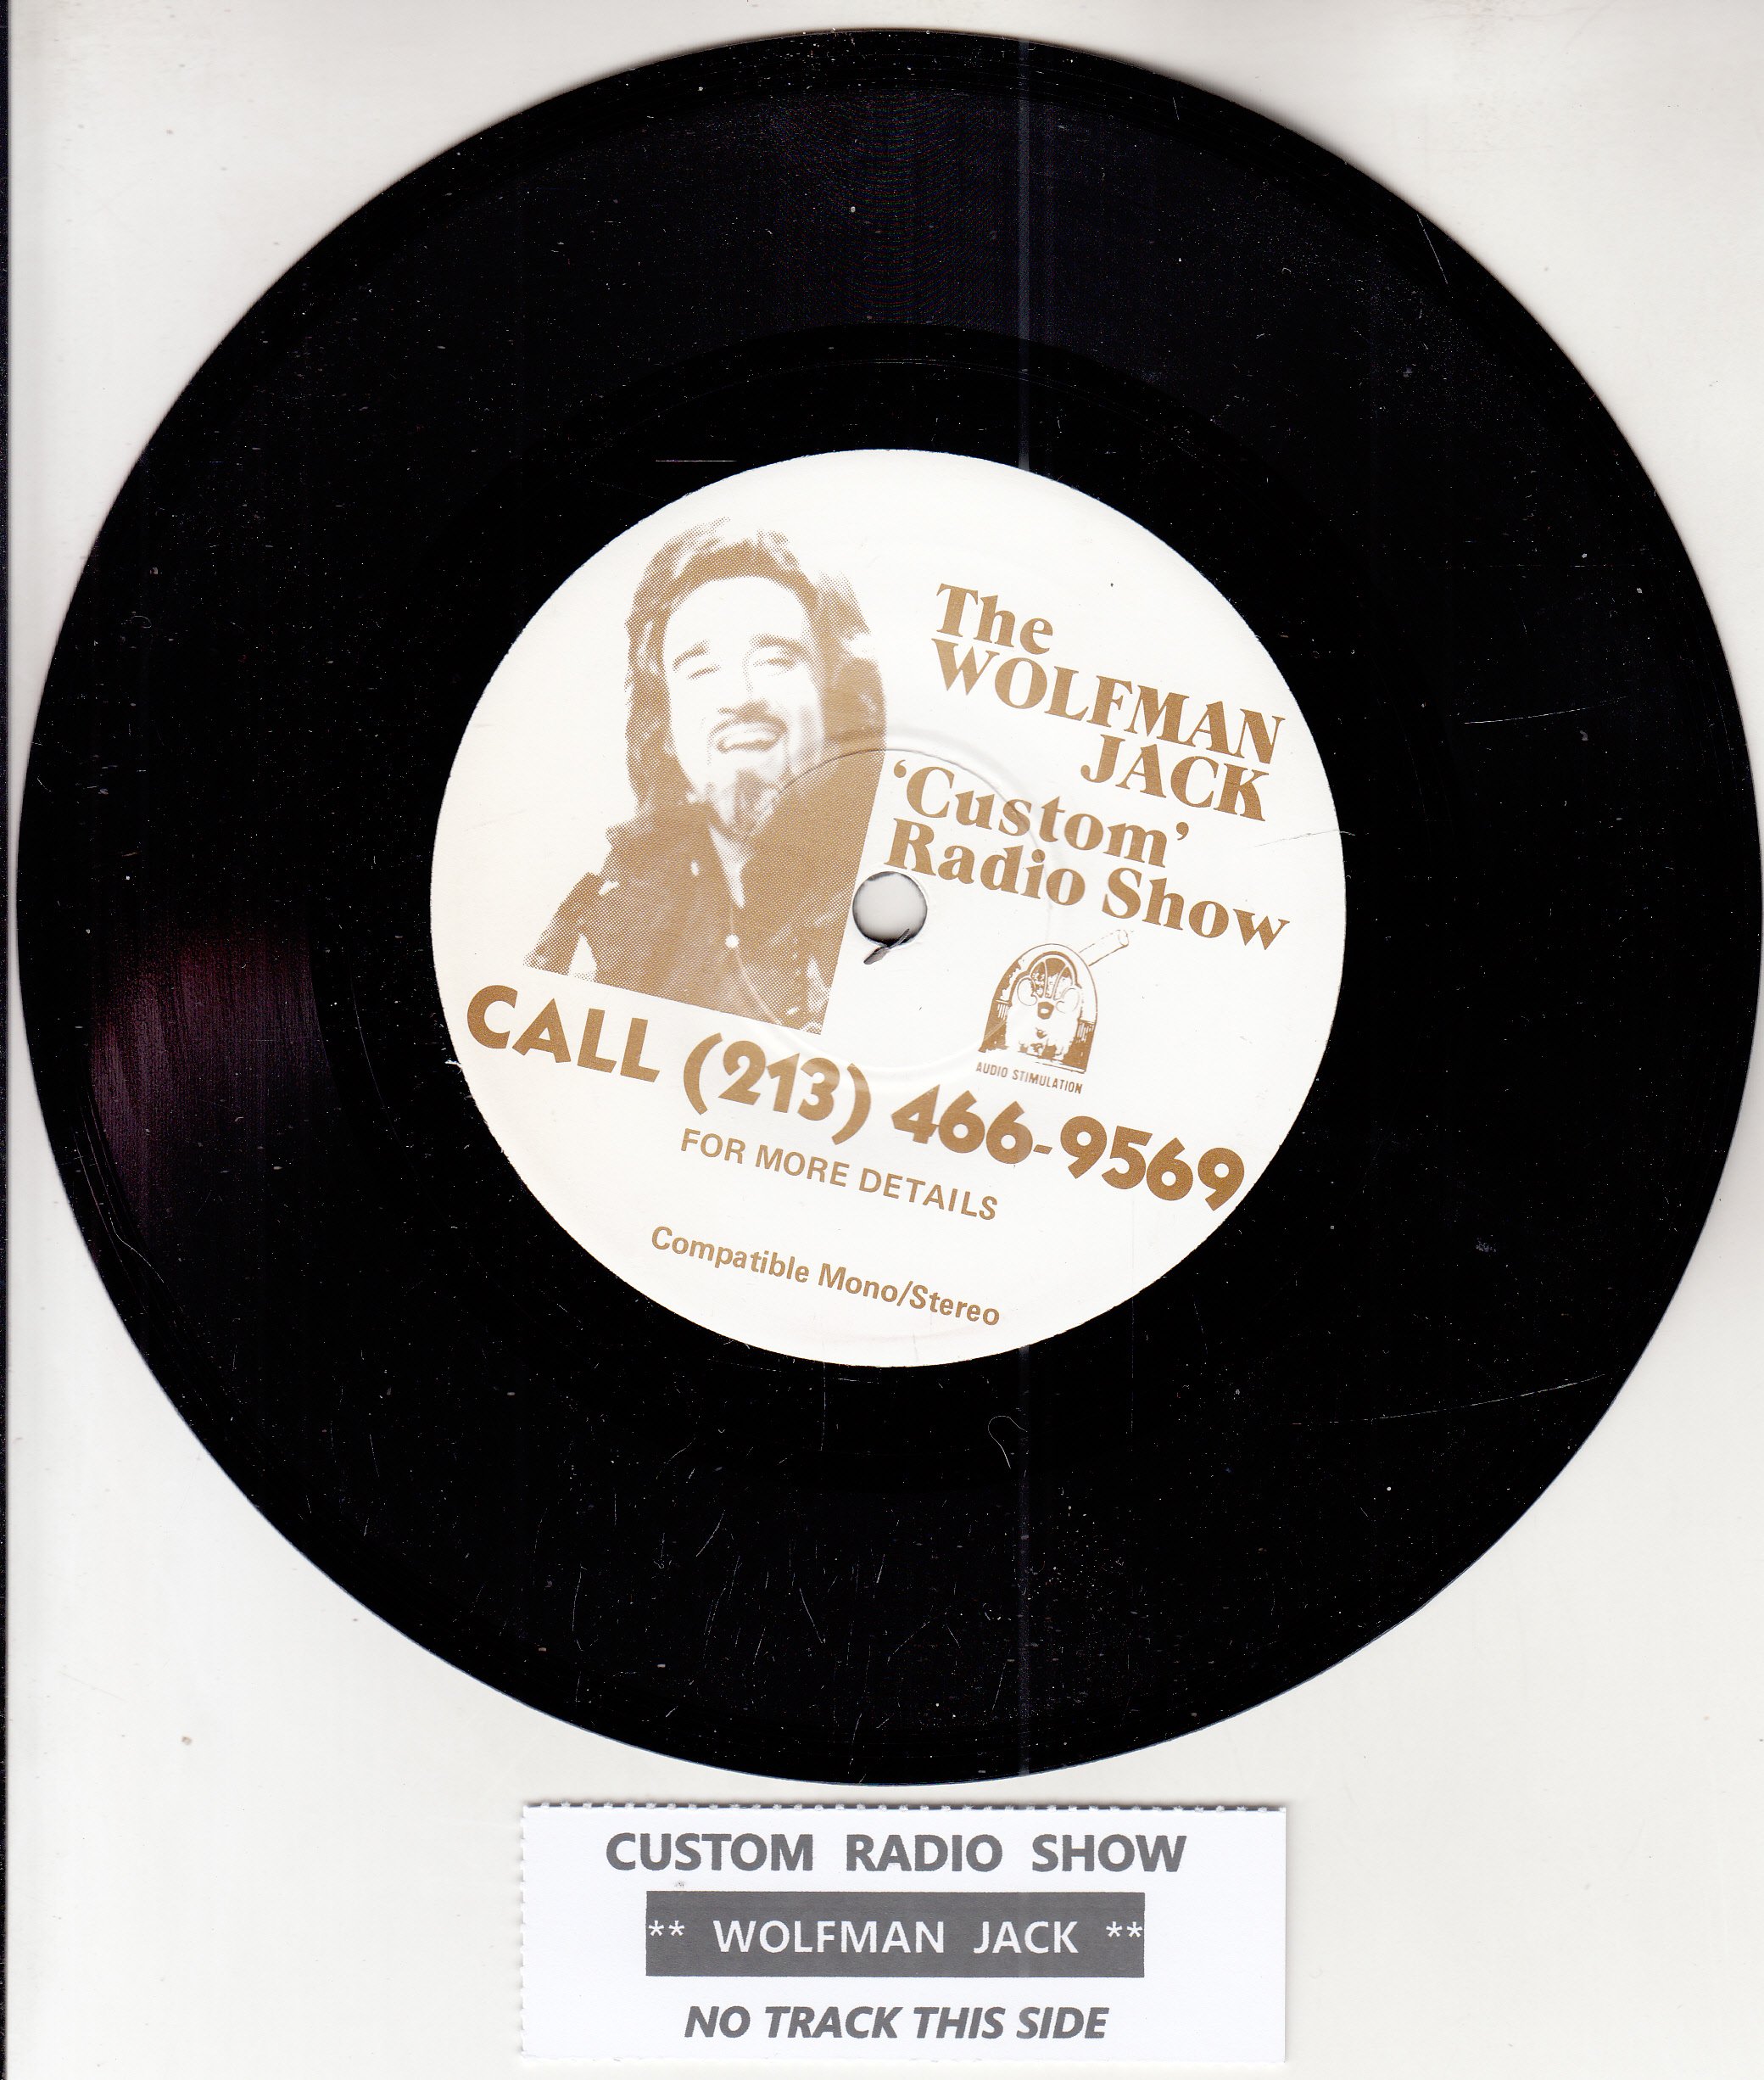 The
WOLFMAN
JACK
‘Custom’
Radio Show
AUDIO STIMULATION
CALL (213) 466-9569
FOR MORE DETAILS
Compatible Mono/Stereo
CUSTOM RADIO SHOW
** WOLFMAN JACK **
NO TRACK THIS SIDE